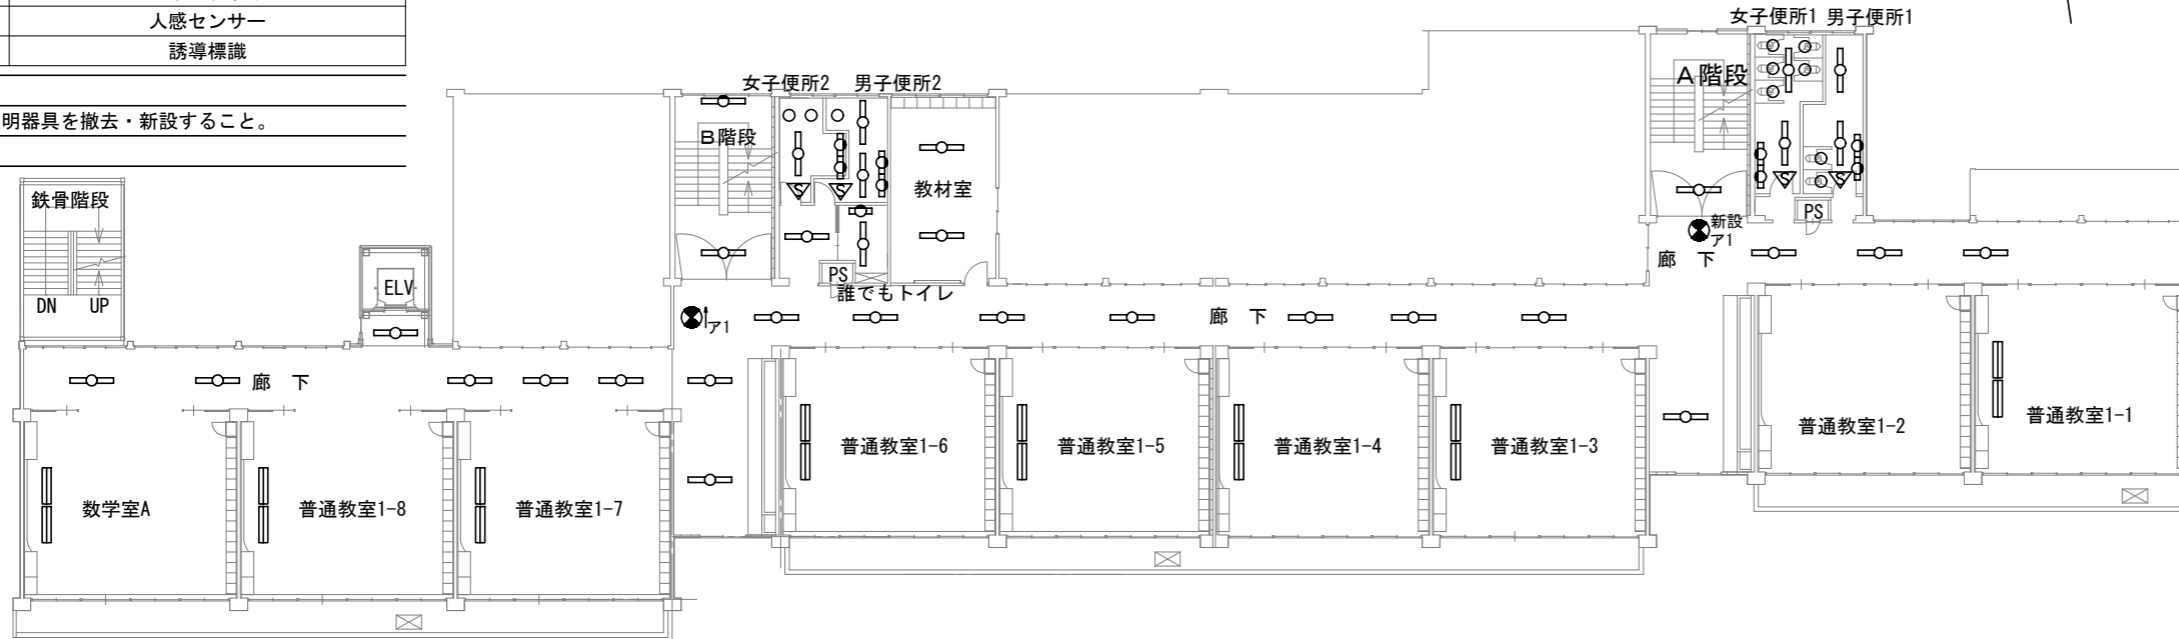 人感センサー
誘導標識
明器具を撤去・新設すること。
女子便所1 男子便所1
A階段
女子便所2 男子便所2
B階段
教材室
鉄骨階段
DN UP
ELV
PS
誰でもトイレ
S
S
S
S
PS
新設
ア1
廊 下
ア1
廊 下
廊 下
数学室A
普通教室1-8
普通教室1-7
普通教室1-6
普通教室1-5
普通教室1-4
普通教室1-3
普通教室1-2
普通教室1-1